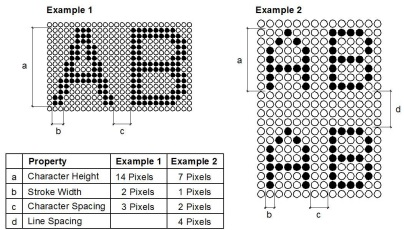 Example 1
Example 2
a
A B
b
c
a
A B
d
A B
b
c
Property Example 1 Example 2
a Character Height 14 Pixels 7 Pixels
b Stroke Width 2 Pixels 1 Pixels
c Character Spacing 3 Pixels 2 Pixels
d Line Spacing 4 Pixels